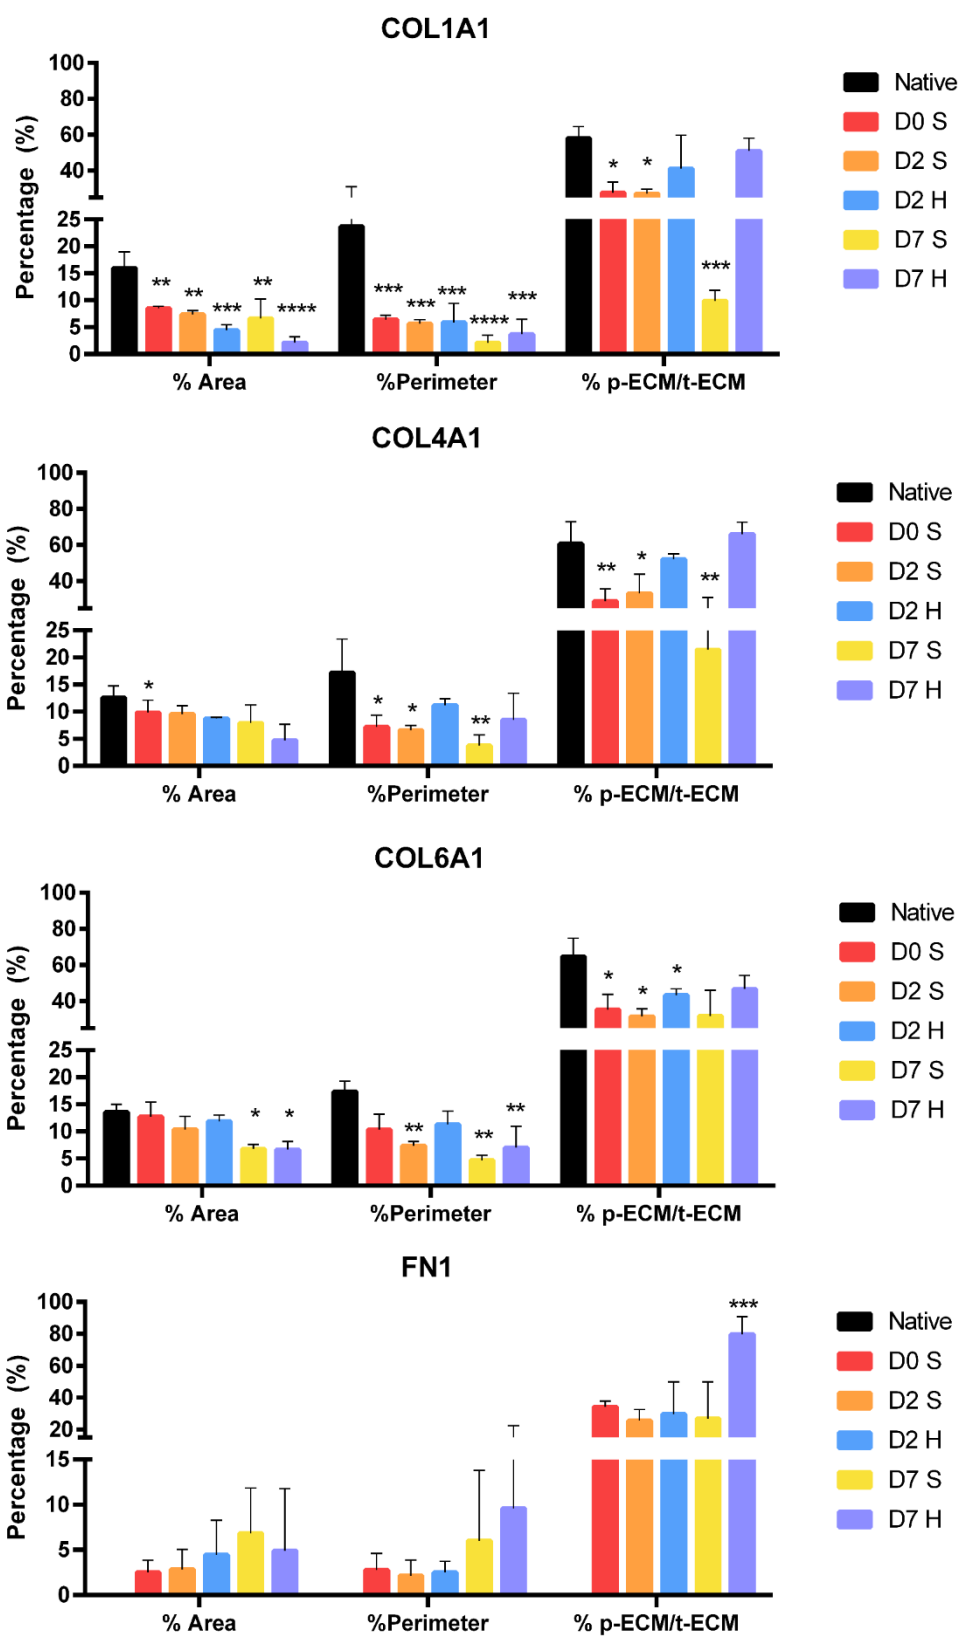 COL1A1
Percentage (%)
100
80
60
40
25
20
15
10
5
0
** ** *** ** ****
*** *** *** **** ***
* * ***
% Area %Perimeter % p-ECM/t-ECM
Native
D0 S
D2 S
D2 H
D7 S
D7 H
COL4A1
Percentage (%)
100
80
60
40
25
20
15
10
5
0
*
* * **
** * **
% Area %Perimeter % p-ECM/t-ECM
Native
D0 S
D2 S
D2 H
D7 S
D7 H
COL6A1
Percentage (%)
100
80
60
40
25
20
15
10
5
0
* *
** ** **
* * *
% Area %Perimeter % p-ECM/t-ECM
Native
D0 S
D2 S
D2 H
D7 S
D7 H
FN1
Percentage (%)
100
80
60
40
20
15
10
5
0
***
% Area %Perimeter % p-ECM/t-ECM
Native
D0 S
D2 S
D2 H
D7 S
D7 H